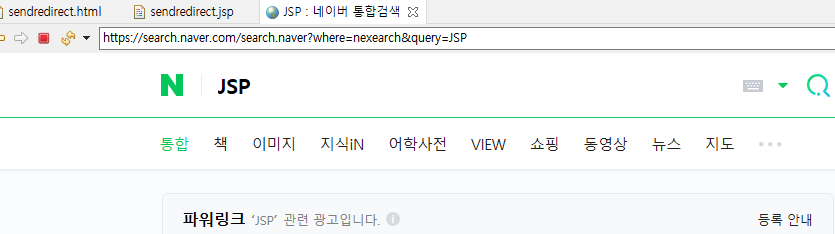 sendredirect.html sendredirect.jsp JSP : 네이버 통합검색
https://search.naver.com/search.naver?where=nexearch&query=JSP
N JSP
통합 책 이미지 지식iN 어학사전 VIEW 쇼핑 동영상 뉴스 지도
파워링크 'JSP' 관련 광고입니다. i 등록 안내